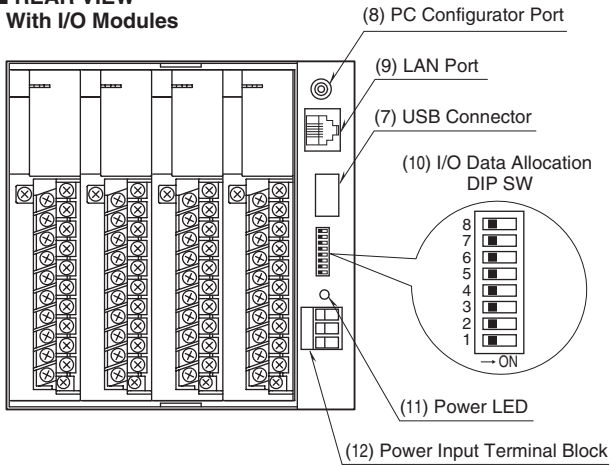 REAR VIEW
With I/O Modules
(8) PC Configurator Port
(9) LAN Port
(7) USB Connector
(10) I/O Data Allocation
DIP SW
8
7
6
5
4
3
2
1
→ ON
(11) Power LED
(12) Power Input Terminal Block